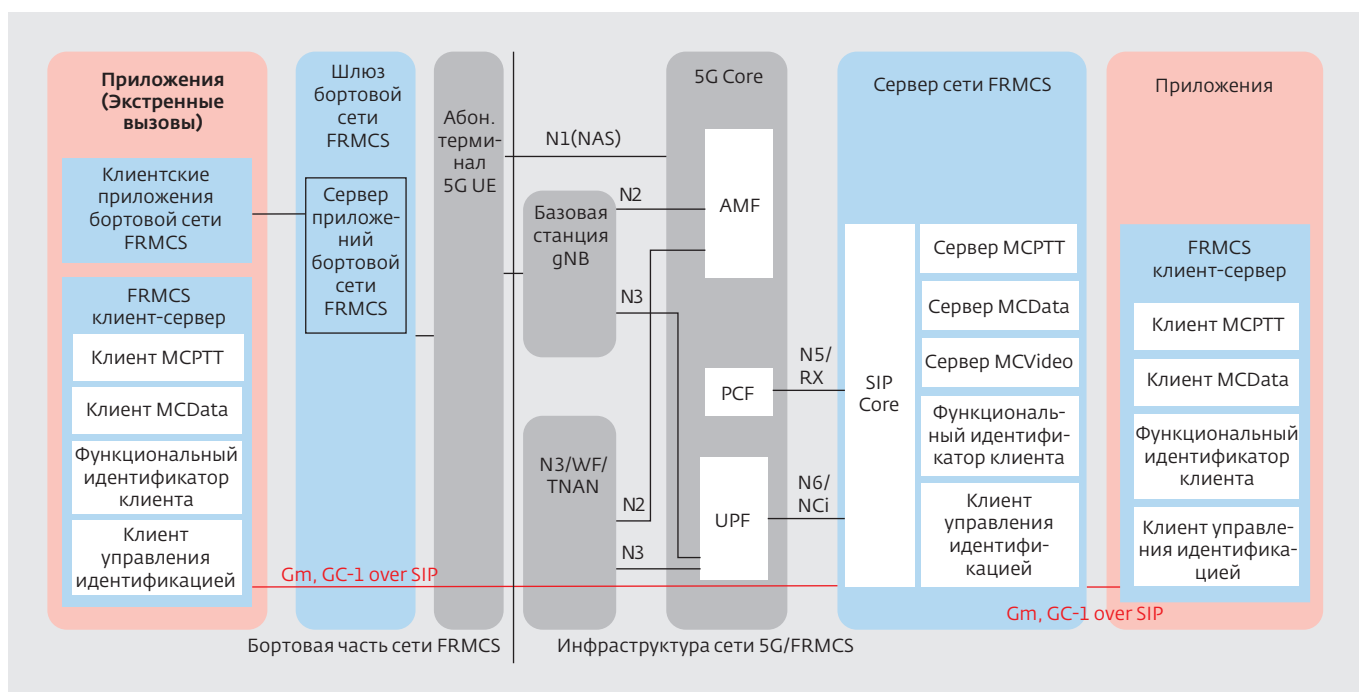 Приложения
(Экстренные
вызовы)
Клиентские
приложения
бортовой сети
FRMCS
FRMCS
клиент-сервер
Клиент MCPTT
Клиент MCData
Функциональный
идентификатор
клиента
Клиент
управления
идентификацией
Шлюз
бортовой
сети
FRMCS
Сервер
приложе-
ний
бортовой
сети
FRMCS
Абон.
терми-
нал
5G UE
N1(NAS)
Базовая
станция
gNB
N2
N3
N3/WF/
TNAN
N2
N3
5G Core
AMF
PCF
UPF
N5/
RX
N6/
NCi
Сервер сети FRMCS
SIP
Core
Сервер MCPTT
Сервер MCData
Сервер MCVideo
Функциональ-
ный идентифи-
катор клиента
Клиент
управления
идентифи-
кацией
Приложения
FRMCS
клиент-сервер
Клиент MCPTT
Клиент MCData
Функциональный
идентификатор
клиента
Клиент управле-
ния идентифика-
цией
Gm, GC-1 over SIP
Gm, GC-1 over SIP
Бортовая часть сети FRMCS
Инфраструктура сети 5G/FRMCS